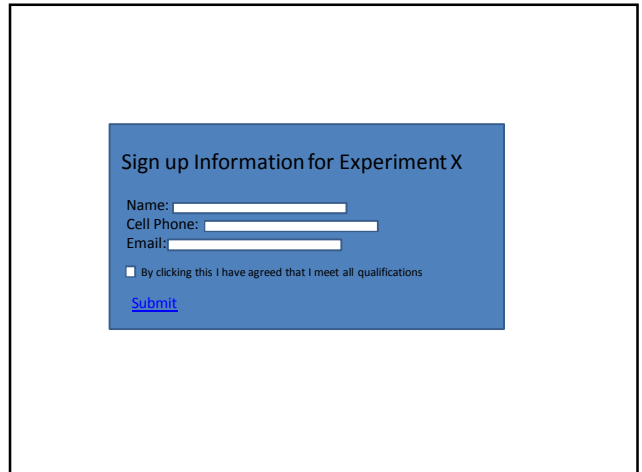 Sign up Information for Experiment X
Name:
Cell Phone:
Email:
By clicking this I have agreed that I meet all qualifications
Submit